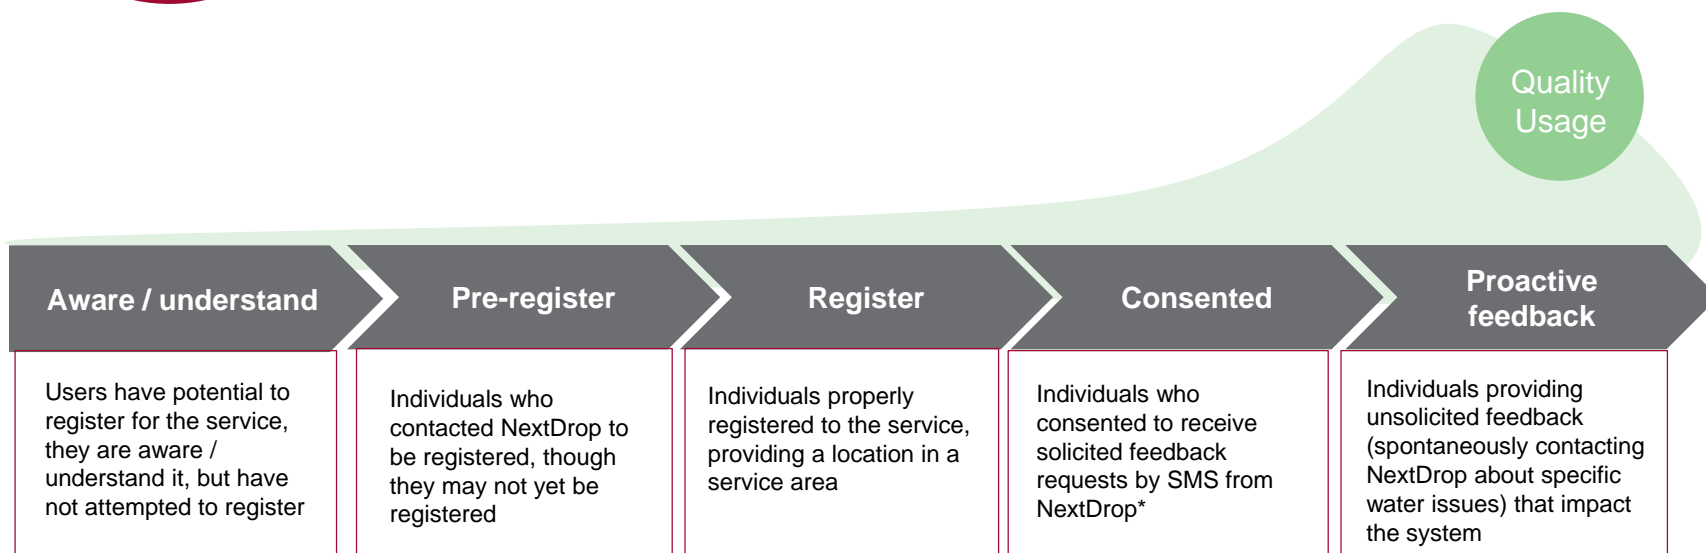 Quality
Usage
Aware / understand
Pre-register
Register
Consented
Proactive
feedback
Users have potential to
register for the service,
they are aware /
understand it, but have
not attempted to register
Individuals who
contacted NextDrop to
be registered, though
they may not yet be
registered
Individuals properly
registered to the service,
providing a location in a
service area
Individuals who
consented to receive
solicited feedback
requests by SMS from
NextDrop*
Individuals providing
unsolicited feedback
(spontaneously contacting
NextDrop about specific
water issues) that impact
the system